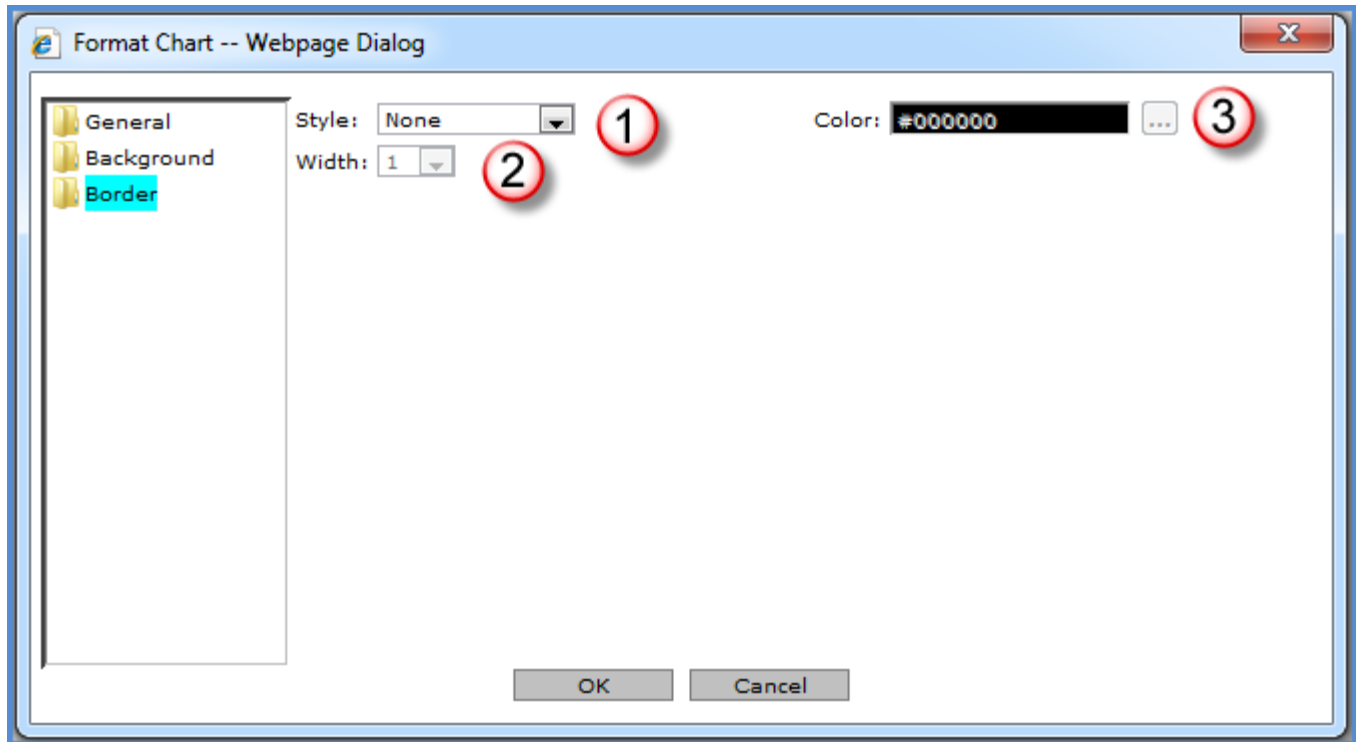 Format Chart -- Webpage Dialog
General
Background
Border
Style: None
1
Color: #000000
...
3
Width: 1
2
OK
Cancel